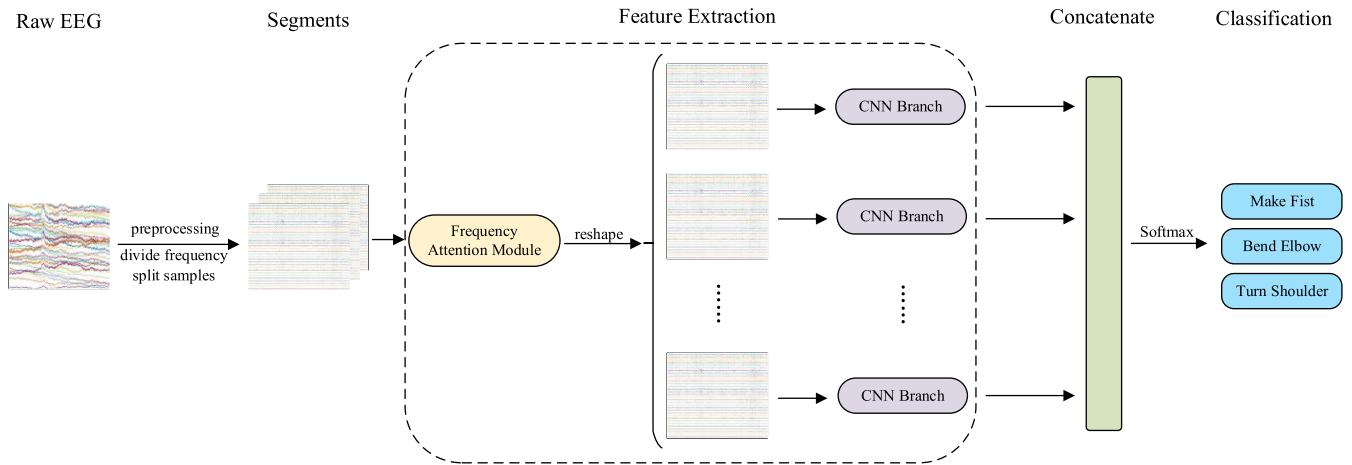 Raw EEG
Segments
Feature Extraction
Concatenate
Classification
preprocessing
divide frequency
split samples
Frequency
Attention Module
reshape
CNN Branch
CNN Branch
CNN Branch
Softmax
Make Fist
Bend Elbow
Turn Shoulder